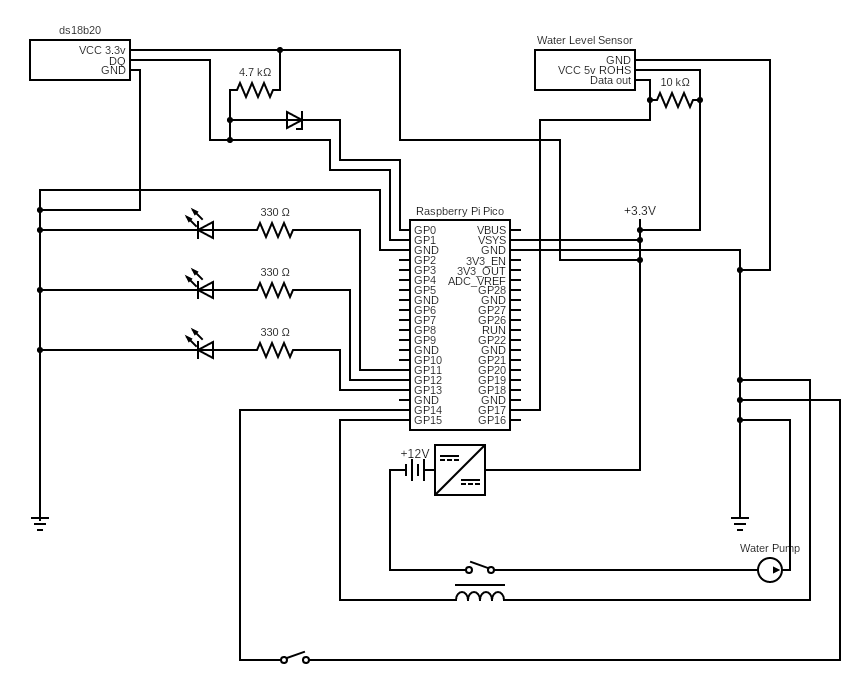 ds18b20
VCC 3.3v
DQ
GND
4.7 kΩ
Water Level Sensor
GND
VCC 5v ROHS
Data out
10 kΩ
330 Ω
330 Ω
330 Ω
+3.3V
Raspberry Pi Pico
GP0 VBUS
GP1 VSYS
GND GND
GP2 3V3_EN
GP3 3V3_OUT
GP4 ADC_VREF
GP5 GP28
GND GND
GP6 GP27
GP7 GP26
GP8 RUN
GP9 GP22
GND GND
GP10 GP21
GP11 GP20
GP12 GP19
GP13 GP18
GND GND
GP14 GP17
GP15 GP16
+12V
Water Pump